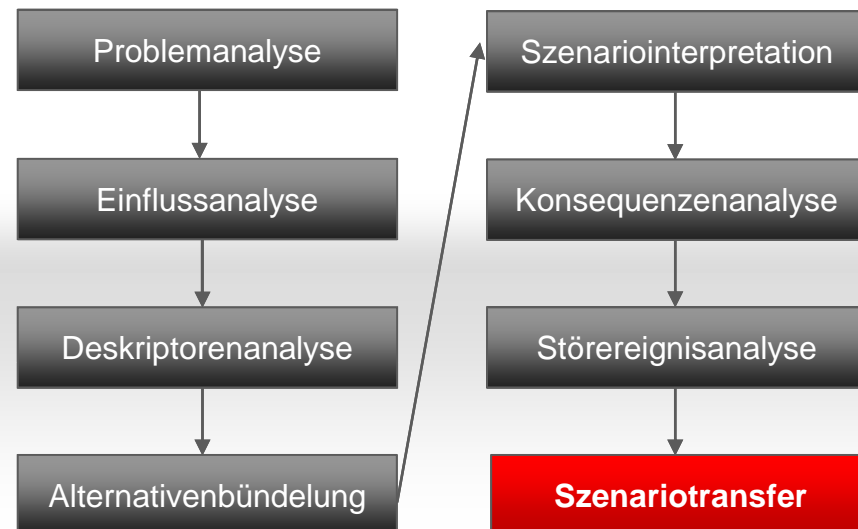 Problemanalyse
Einflussanalyse
Deskriptorenanalyse
Alternativenbündelung
Szenariointerpretation
Konsequenzenanalyse
Störereignisanalyse
Szenariotransfer